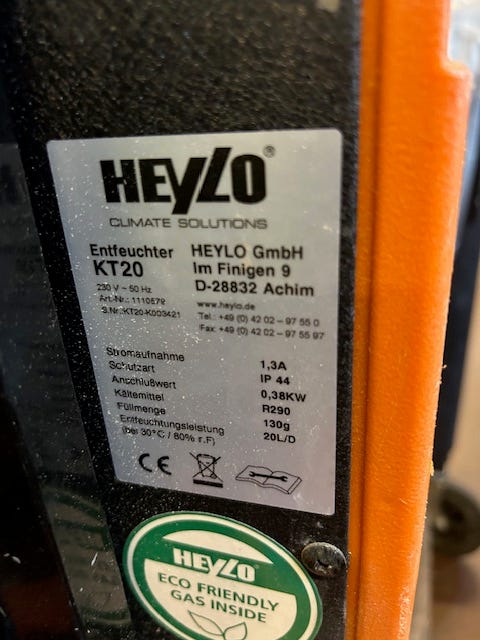 HEYLO®
CLIMATE SOLUTIONS
Entfeuchter
KT20
230 V ~ 50 Hz
Art-Nr.: 1110578
S.Nr.:KT20-K003421
HEYLO GmbH
Im Finigen 9
D-28832 Achim
www.heylo.de
Tel.: +49 (0) 42 02 – 97 55 0
Fax: +49 (0) 42 02 – 97 55 97
Stromaufnahme 1,3A
Schutzart IP 44
Anschlußwert 0,38KW
Kältemittel R290
Füllmenge 130g
Entfeuchtungsleistung 20L/D
(bei 30°C / 80% r.F)
CE
HEYLO
ECO FRIENDLY
GAS INSIDE